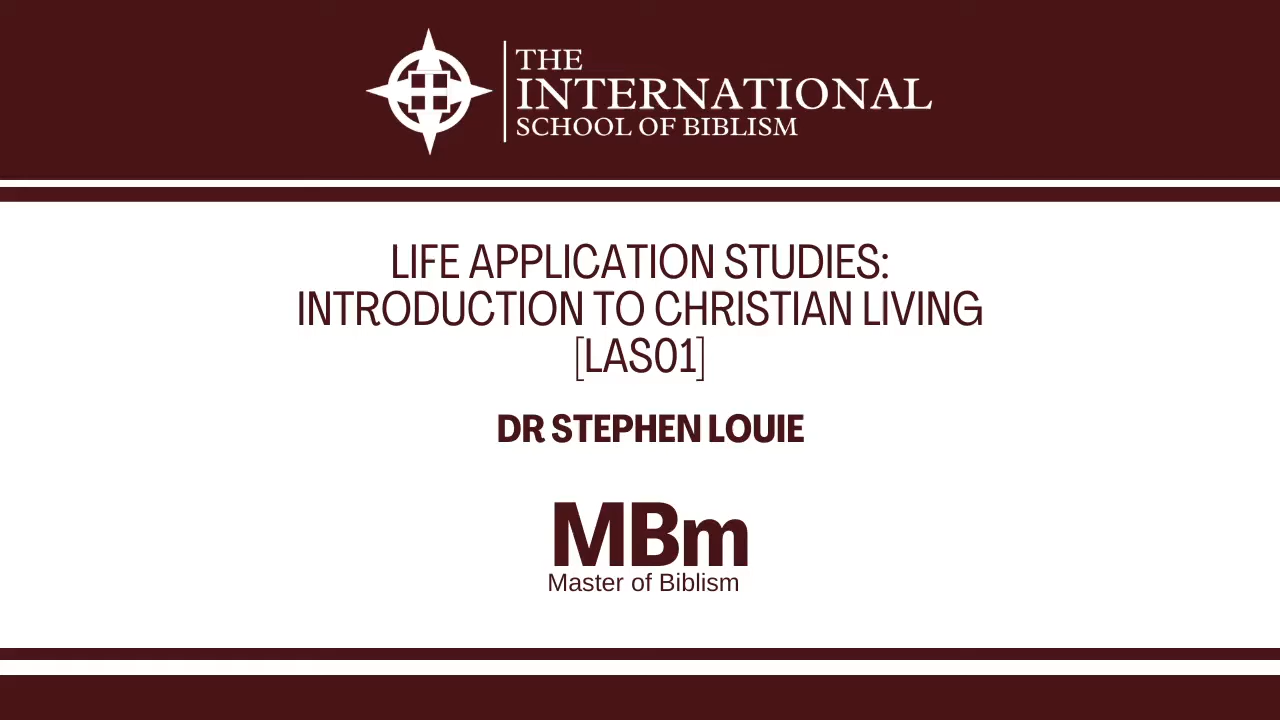 THE
INTERNATIONAL
SCHOOL OF BIBLISM
LIFE APPLICATION STUDIES:
INTRODUCTION TO CHRISTIAN LIVING
[LAS01]
DR STEPHEN LOUIE
MBm
Master of Biblism